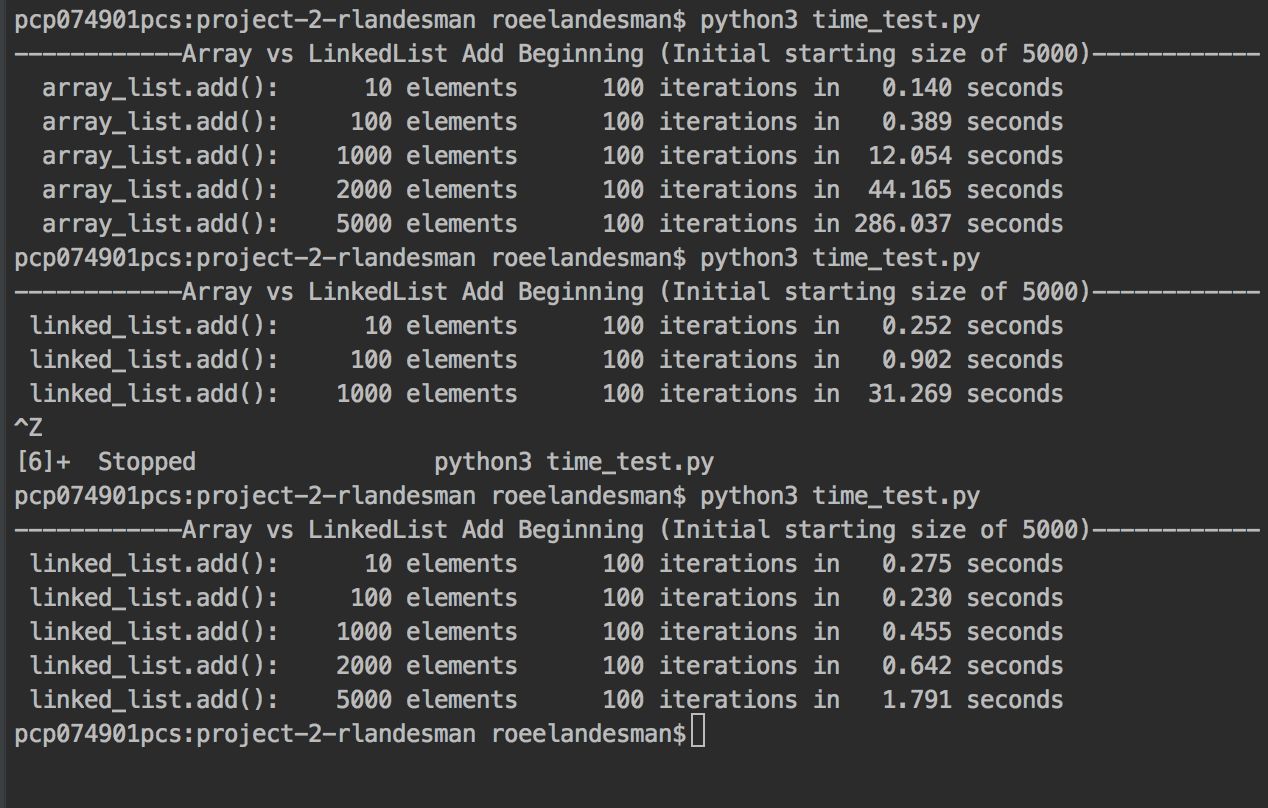 pcp074901pcs:project-2-rlandesman roeelandesman$ python3 time_test.py
------------Array vs LinkedList Add Beginning (Initial starting size of 5000)------------
  array_list.add():      10 elements      100 iterations in   0.140 seconds
  array_list.add():     100 elements      100 iterations in   0.389 seconds
  array_list.add():    1000 elements      100 iterations in  12.054 seconds
  array_list.add():    2000 elements      100 iterations in  44.165 seconds
  array_list.add():    5000 elements      100 iterations in 286.037 seconds
pcp074901pcs:project-2-rlandesman roeelandesman$ python3 time_test.py
------------Array vs LinkedList Add Beginning (Initial starting size of 5000)------------
 linked_list.add():      10 elements      100 iterations in   0.252 seconds
 linked_list.add():     100 elements      100 iterations in   0.902 seconds
 linked_list.add():    1000 elements      100 iterations in  31.269 seconds
^Z
[6]+  Stopped                 python3 time_test.py
pcp074901pcs:project-2-rlandesman roeelandesman$ python3 time_test.py
------------Array vs LinkedList Add Beginning (Initial starting size of 5000)------------
 linked_list.add():      10 elements      100 iterations in   0.275 seconds
 linked_list.add():     100 elements      100 iterations in   0.230 seconds
 linked_list.add():    1000 elements      100 iterations in   0.455 seconds
 linked_list.add():    2000 elements      100 iterations in   0.642 seconds
 linked_list.add():    5000 elements      100 iterations in   1.791 seconds
pcp074901pcs:project-2-rlandesman roeelandesman$